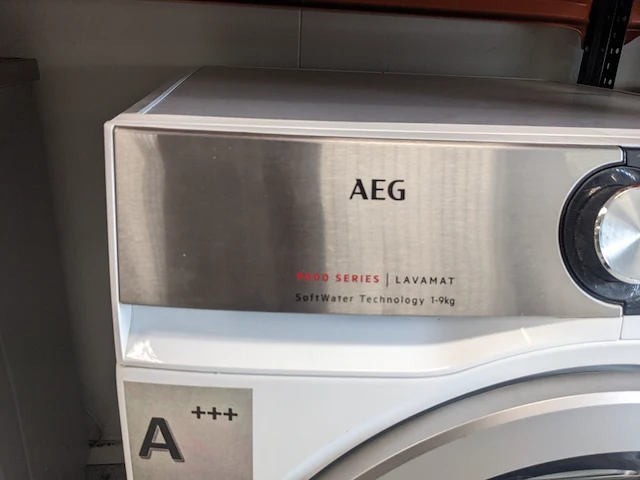 AEG
9000 SERIES | LAVAMAT
SoftWater Technology 1-9kg
A+++